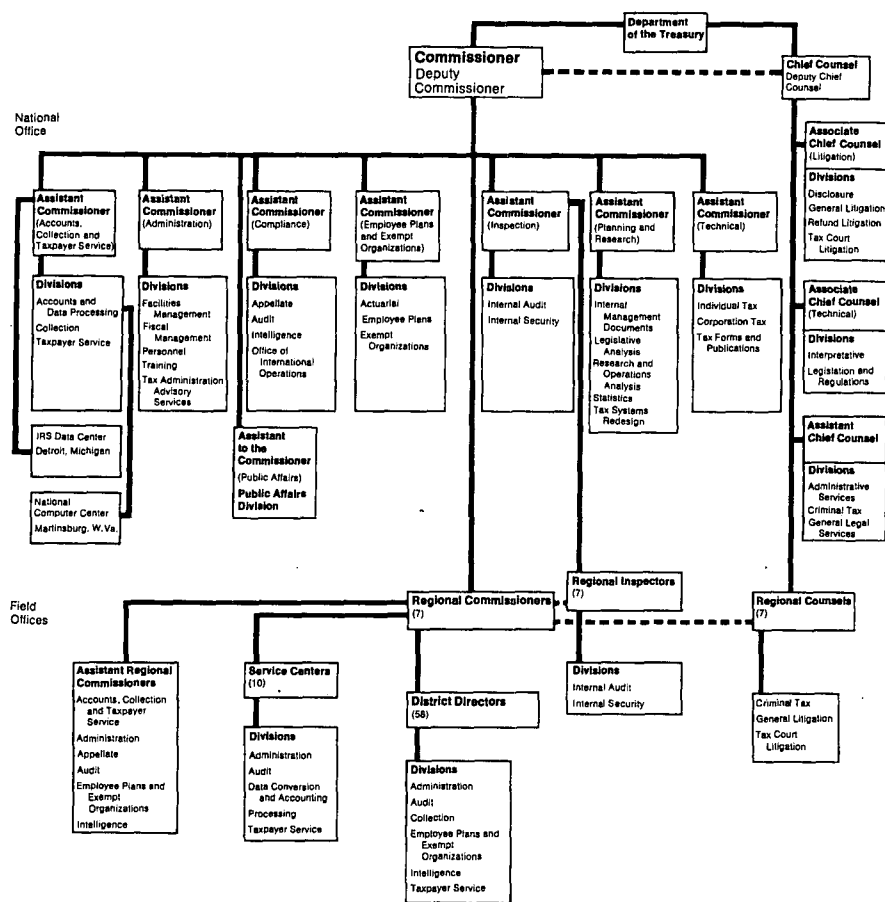 Department
of the Treasury
Commissioner
Deputy
Commissioner
Chief Counsel
Deputy Chief
Counsel
National
Office
Associate
Chief Counsel
(Litigation)
Divisions
Disclosure
General Litigation
Refund Litigation
Tax Court
Litigation
Assistant
Commissioner
(Accounts,
Collection and
Taxpayer Service)
Divisions
Accounts and
Data Processing
Collection
Taxpayer Service
IRS Data Center
Detroit, Michigan
National
Computer Center
Martinsburg, W.Va.
Assistant
Commissioner
(Administration)
Divisions
Facilities
Management
Fiscal
Management
Personnel
Training
Tax Administration
Advisory
Services
Assistant
Commissioner
(Compliance)
Divisions
Appellate
Audit
Intelligence
Office of
International
Operations
Assistant
to the
Commissioner
(Public Affairs)
Public Affairs
Division
Assistant
Commissioner
(Employee Plans
and Exempt
Organizations)
Divisions
Actuarial
Employee Plans
Exempt
Organizations
Assistant
Commissioner
(Inspection)
Divisions
Internal Audit
Internal Security
Assistant
Commissioner
(Planning and
Research)
Divisions
Internal
Management
Documents
Legislative
Analysis
Research and
Operations
Analysis
Statistics
Tax Systems
Redesign
Assistant
Commissioner
(Technical)
Divisions
Individual Tax
Corporation Tax
Tax Forms and
Publications
Associate
Chief Counsel
(Technical)
Divisions
Interpretative
Legislation and
Regulations
Assistant
Chief Counsel
Divisions
Administrative
Services
Criminal Tax
General Legal
Services
Field
Offices
Regional Commissioners
(7)
Regional Inspectors
(7)
Regional Counsels
(7)
Assistant Regional
Commissioners
Accounts, Collection
and Taxpayer
Service
Administration
Appellate
Audit
Employee Plans and
Exempt
Organizations
Intelligence
Service Centers
(10)
Divisions
Administration
Audit
Data Conversion
and Accounting
Processing
Taxpayer Service
District Directors
(58)
Divisions
Administration
Audit
Collection
Employee Plans and
Exempt
Organizations
Intelligence
Taxpayer Service
Divisions
Internal Audit
Internal Security
Criminal Tax
General Litigation
Tax Court
Litigation